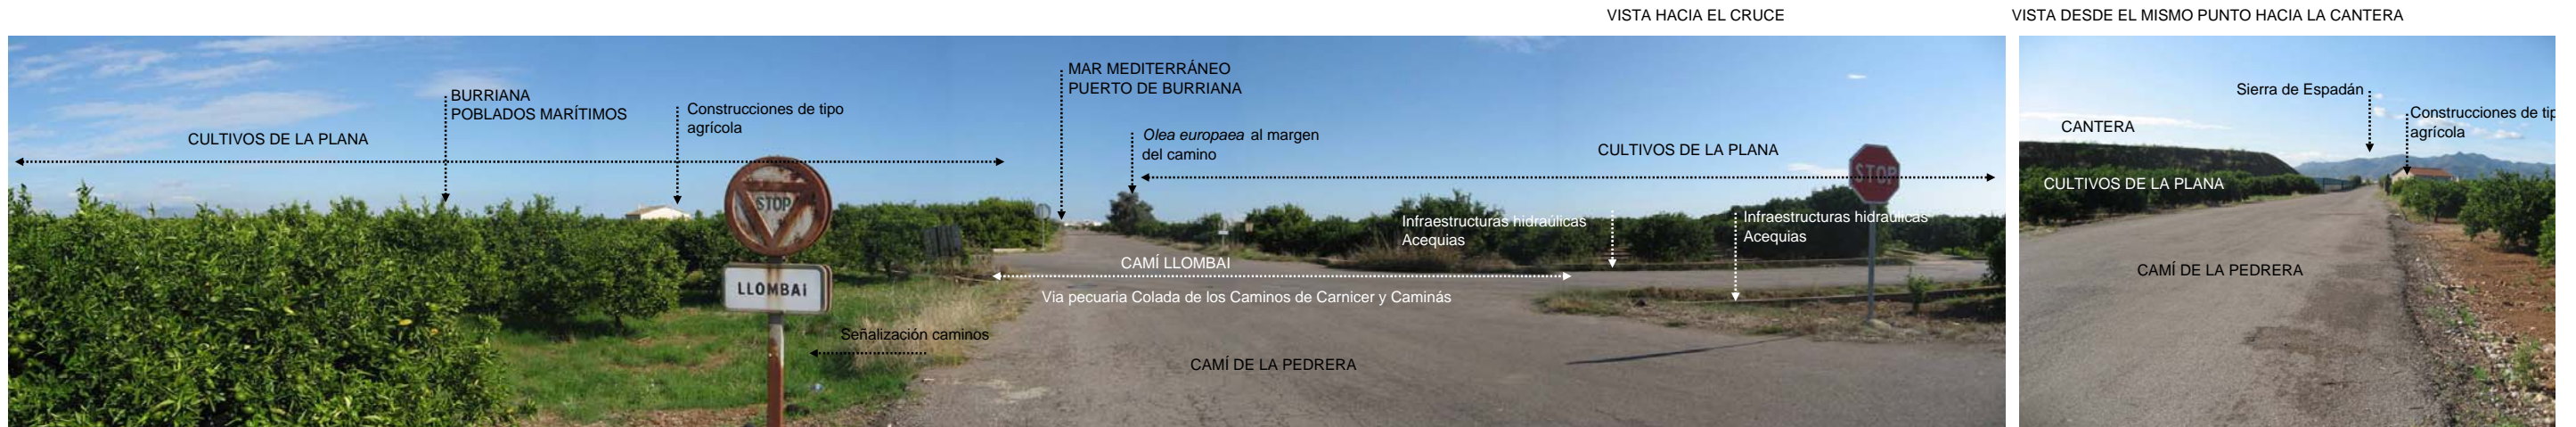 VISTA HACIA EL CRUCE
VISTA DESDE EL MISMO PUNTO HACIA LA CANTERA
MAR MEDITERRÁNEO
PUERTO DE BURRIANA
BURRIANA
POBLADOS MARÍTIMOS
Construcciones de tipo
agrícola
CULTIVOS DE LA PLANA
Olea europaea al margen
del camino
CULTIVOS DE LA PLANA
STOP
STOP
LLOMBAi
Infraestructuras hidraúlicas
Acequias
Infraestructuras hidraúlicas
Acequias
CAMÍ LLOMBAI
Via pecuaria Colada de los Caminos de Carnicer y Caminás
Señalización caminos
CAMÍ DE LA PEDRERA
Sierra de Espadán
Construcciones de tip
agrícola
CANTERA
CULTIVOS DE LA PLANA
CAMÍ DE LA PEDRERA